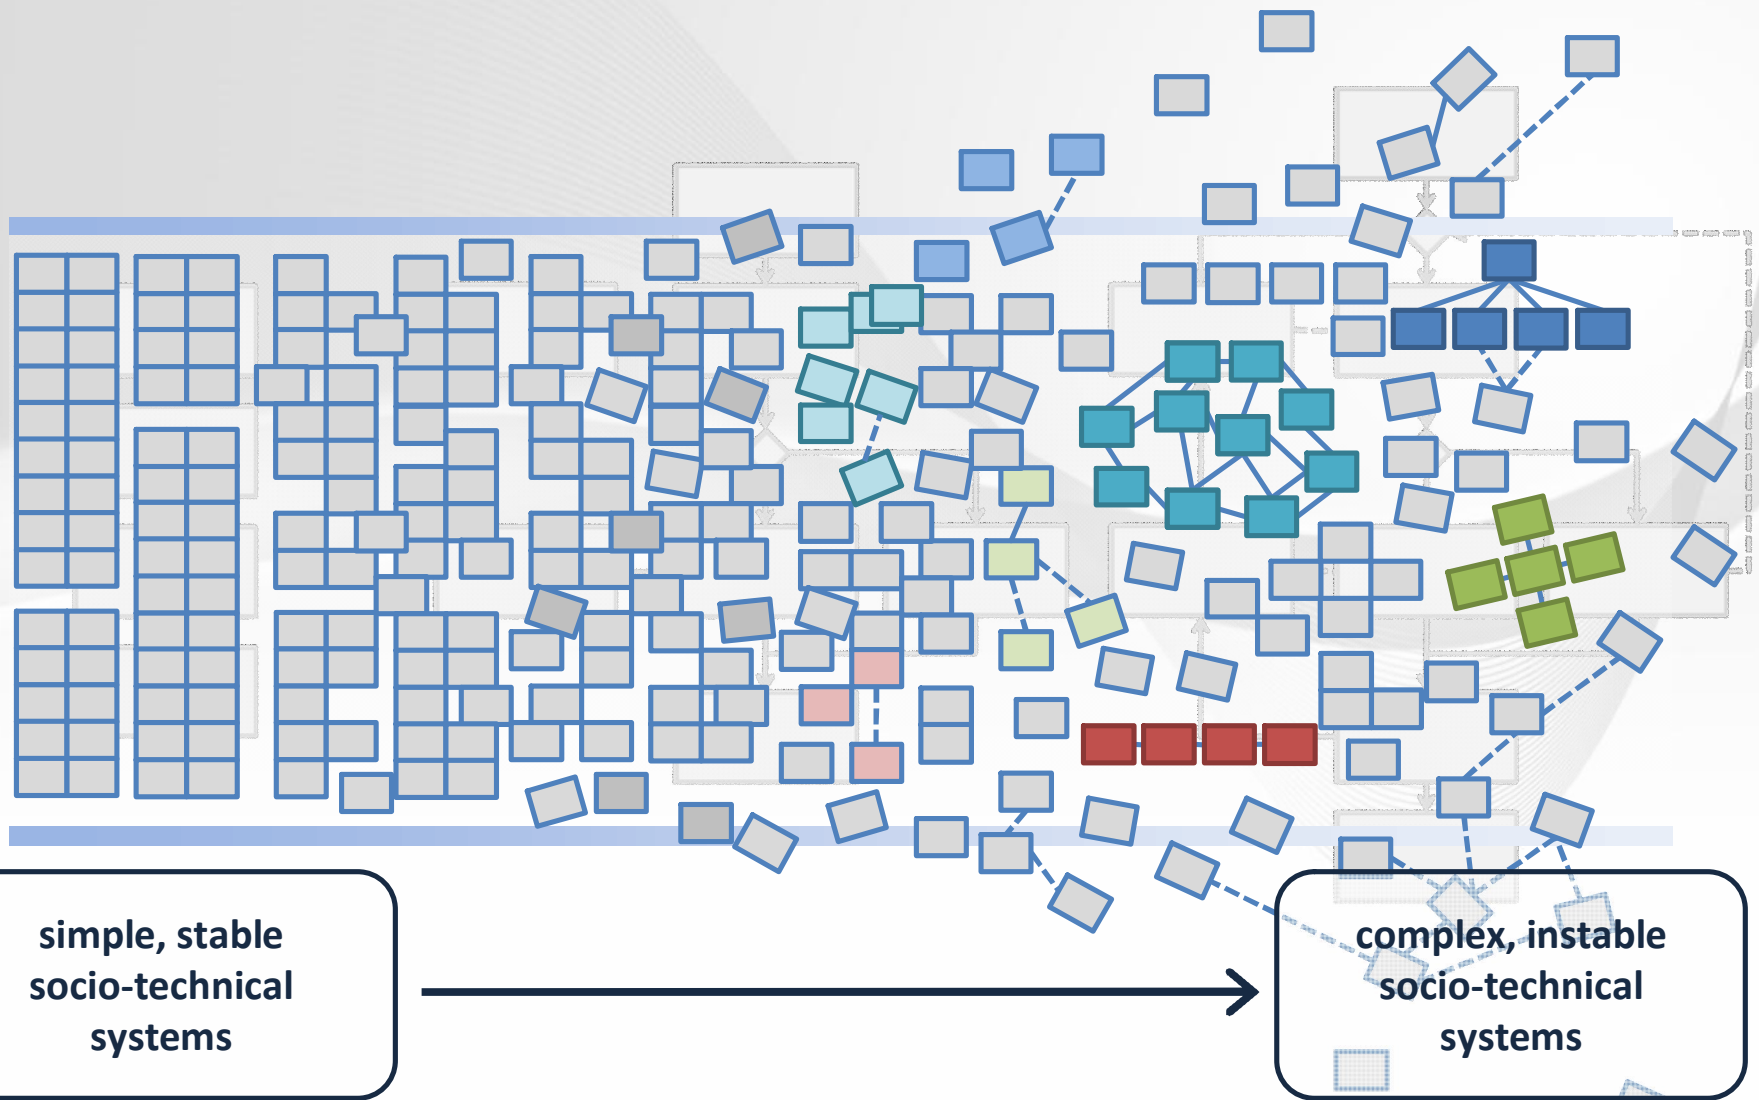 simple, stable
socio-technical
systems
complex, instable
socio-technical
systems